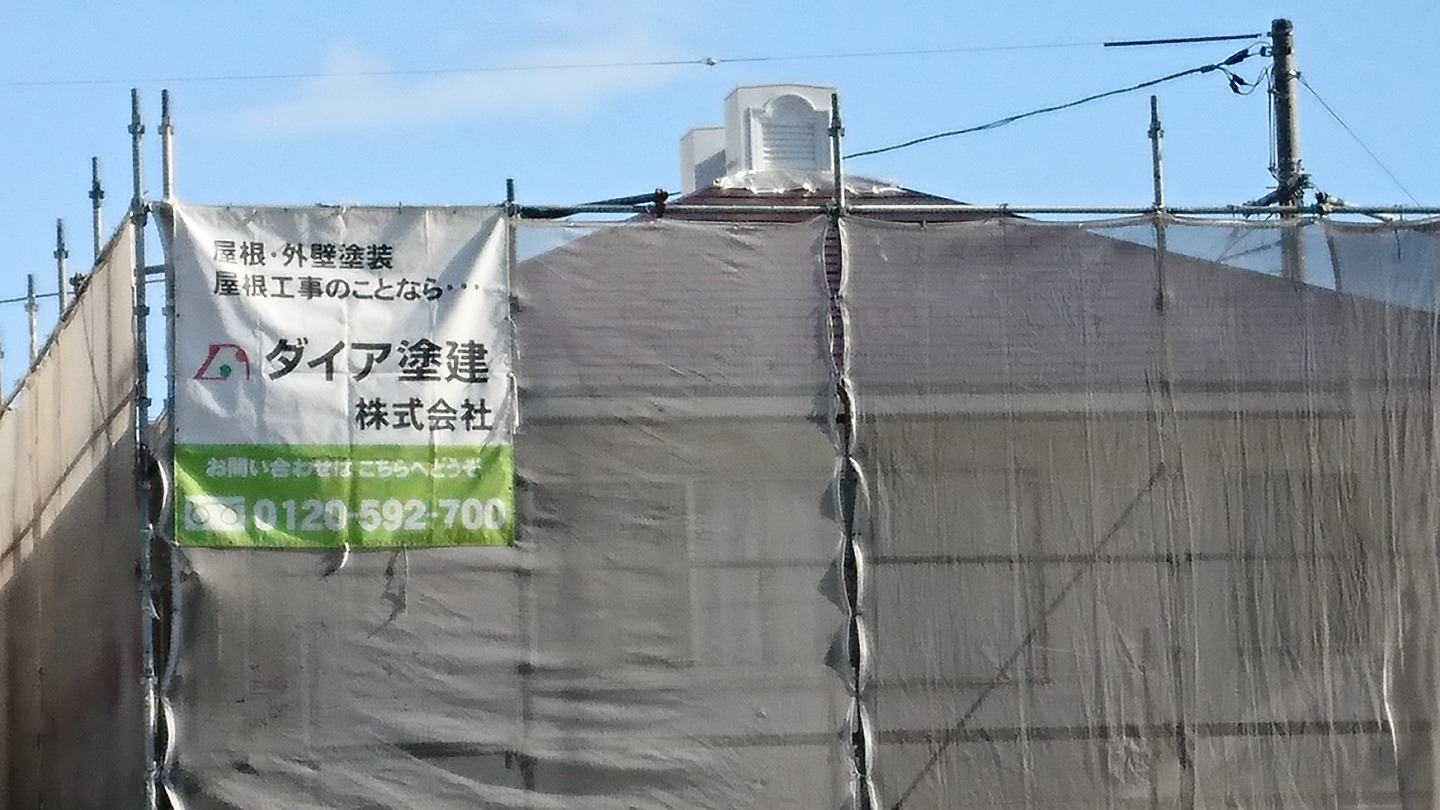 屋根・外壁塗装
屋根工事のことなら・・・
ダイア塗建
株式会社
お問い合わせは こちらへどうぞ
0120-592-700